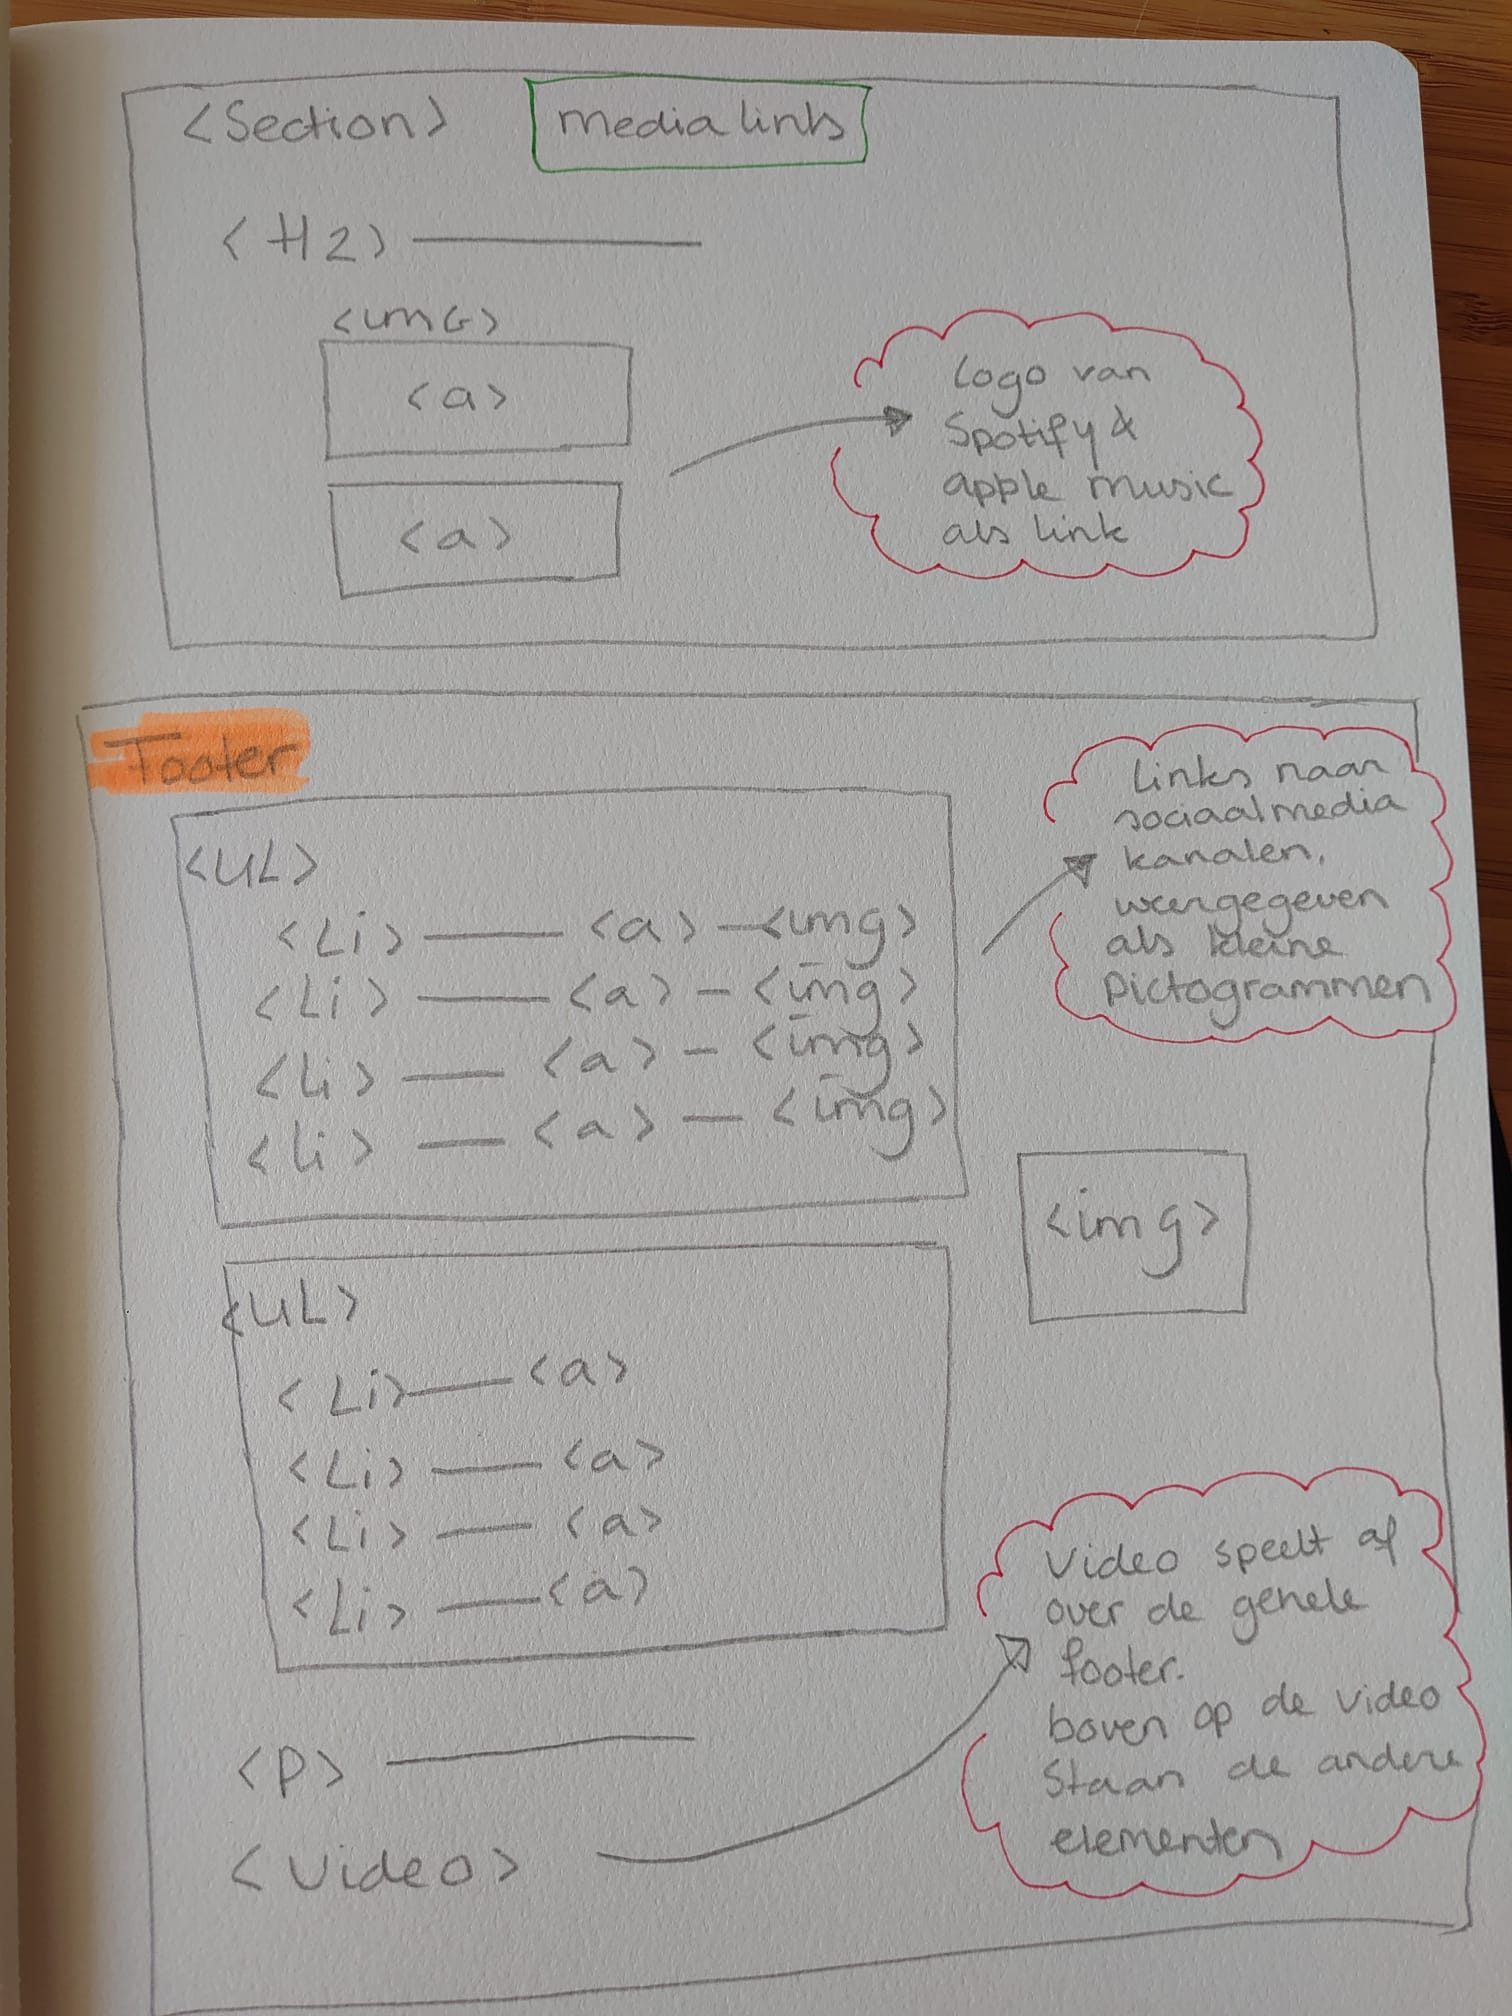 <Section> media links
<H2>
<img>
<a>
<a>
Logo van
Spotify &
apple music
als link
Footer
<UL>
<Li> — <a> — <img>
<Li> — <a> — <img>
<li> — <a> — <img>
<li> — <a> — <img>
links naar
sociaalmedia
kanalen,
weergegeven
als kleine
pictogrammen
<img>
<UL>
<Li> — <a>
<Li> — <a>
<Li> — <a>
<Li> — <a>
<P>
<video>
Video speelt af
over de gehele
footer.
boven op de video
Staan de andere
elementen